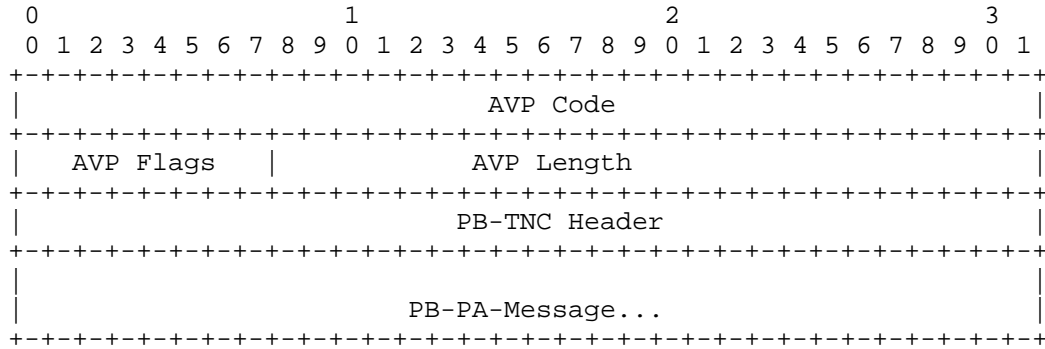 0                   1                   2                   3
 0 1 2 3 4 5 6 7 8 9 0 1 2 3 4 5 6 7 8 9 0 1 2 3 4 5 6 7 8 9 0 1
+-+-+-+-+-+-+-+-+-+-+-+-+-+-+-+-+-+-+-+-+-+-+-+-+-+-+-+-+-+-+-+-+
|                           AVP Code                            |
+-+-+-+-+-+-+-+-+-+-+-+-+-+-+-+-+-+-+-+-+-+-+-+-+-+-+-+-+-+-+-+-+
|   AVP Flags   |            AVP Length                         |
+-+-+-+-+-+-+-+-+-+-+-+-+-+-+-+-+-+-+-+-+-+-+-+-+-+-+-+-+-+-+-+-+
|                           PB-TNC Header                       |
+-+-+-+-+-+-+-+-+-+-+-+-+-+-+-+-+-+-+-+-+-+-+-+-+-+-+-+-+-+-+-+-+
|                                                               |
|                        PB-PA-Message...                       |
+-+-+-+-+-+-+-+-+-+-+-+-+-+-+-+-+-+-+-+-+-+-+-+-+-+-+-+-+-+-+-+-+